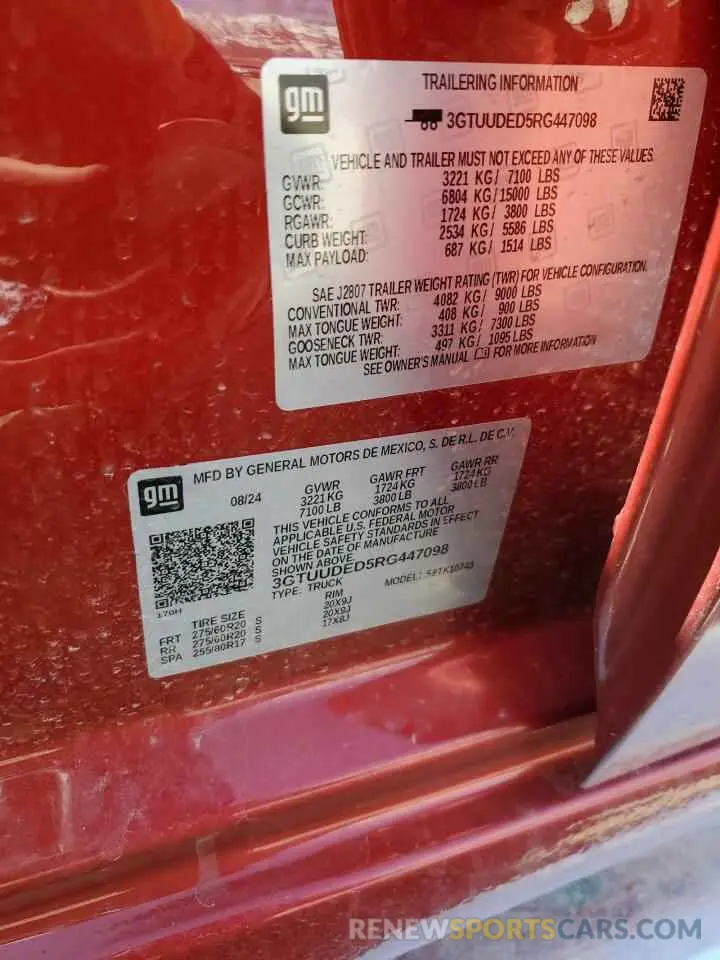 gm
TRAILERING INFORMATION
3GTUUDED5RG447098
VEHICLE AND TRAILER MUST NOT EXCEED ANY OF THESE VALUES.
GVWR: 3221 KG/ 7100 LBS
GCWR: 6804 KG/15000 LBS
RGAWR: 1724 KG/ 3800 LBS
CURB WEIGHT: 2534 KG/ 5586 LBS
MAX PAYLOAD: 687 KG/ 1514 LBS
SAE J2807 TRAILER WEIGHT RATING (TWR) FOR VEHICLE CONFIGURATION.
CONVENTIONAL TWR: 4082 KG/ 9000 LBS
MAX TONGUE WEIGHT: 408 KG/ 900 LBS
GOOSENECK TWR: 3311 KG/ 7300 LBS
MAX TONGUE WEIGHT: 497 KG/ 1095 LBS
SEE OWNER'S MANUAL FOR MORE INFORMATION
gm
MFD BY GENERAL MOTORS DE MEXICO, S. DE R.L. DE C.V.
08/24 GVWR GAWR FRT GAWR RR
3221 KG 1724 KG 1724 KG
7100 LB 3800 LB 3800 LB
THIS VEHICLE CONFORMS TO ALL
APPLICABLE U.S. FEDERAL MOTOR
VEHICLE SAFETY STANDARDS IN EFFECT
ON THE DATE OF MANUFACTURE
SHOWN ABOVE.
3GTUUDED5RG447098
TYPE: TRUCK MODEL:
170H
TIRE SIZE RIM
FRT 275/60R20 S 20X9J
RR 275/60R20 S 20X9J
SPA 255/80R17 S 17X8J
RENEWSPORTSCARS.COM